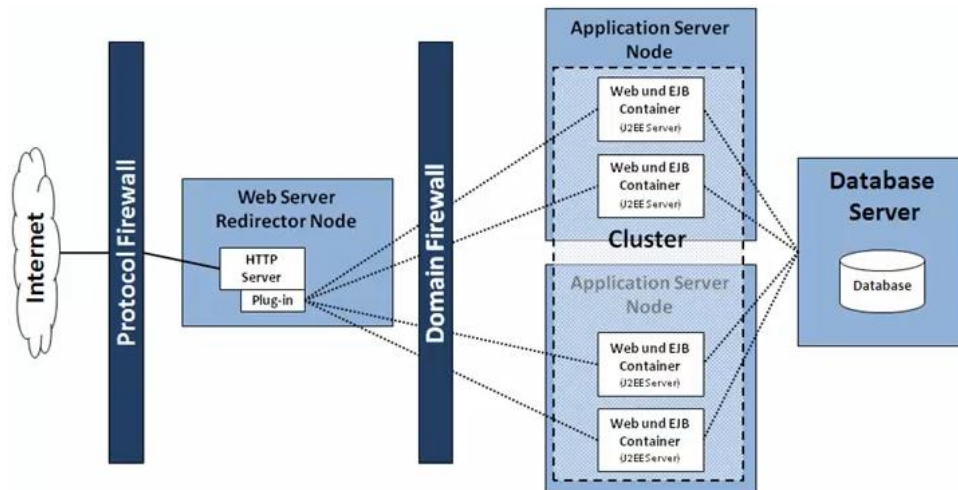 Internet
Protocol Firewall
Web Server
Redirector Node
HTTP
Server
Plug-in
Domain Firewall
Application Server
Node
Web und EJB
Container
(J2EE Server)
Web und EJB
Container
(J2EE Server)
Cluster
Application Server
Node
Web und EJB
Container
(J2EE Server)
Web und EJB
Container
(J2EE Server)
Database
Server
Database